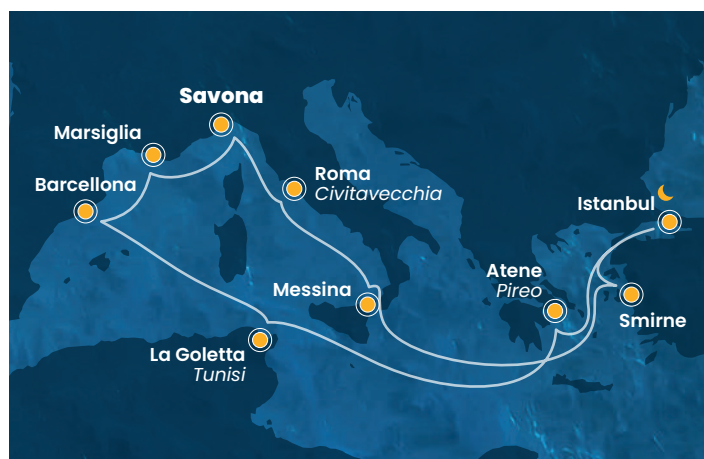 Savona
Marsiglia
Barcellona
Roma
Civitavecchia
Istanbul
Messina
Atene
Pireo
Smirne
La Goletta
Tunisi